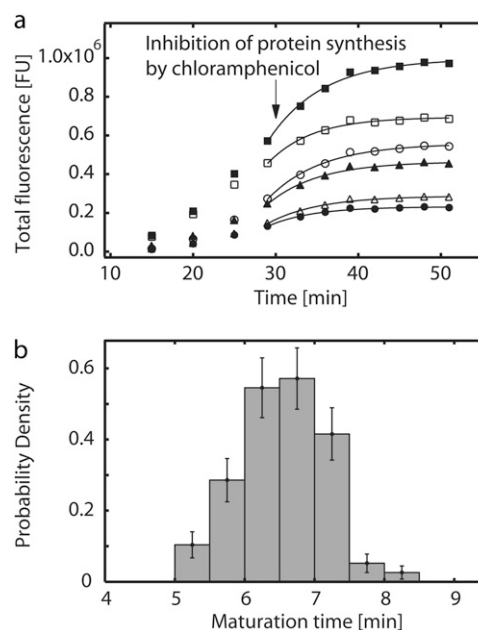 a
Inhibition of protein synthesis
by chloramphenicol
Total fluorescence [FU]
1.0x10⁶
0.8
0.6
0.4
0.2
0.0
10 20 30 40 50
Time [min]
b
Probability Density
0.6
0.4
0.2
0
4 5 6 7 8 9
Maturation time [min]